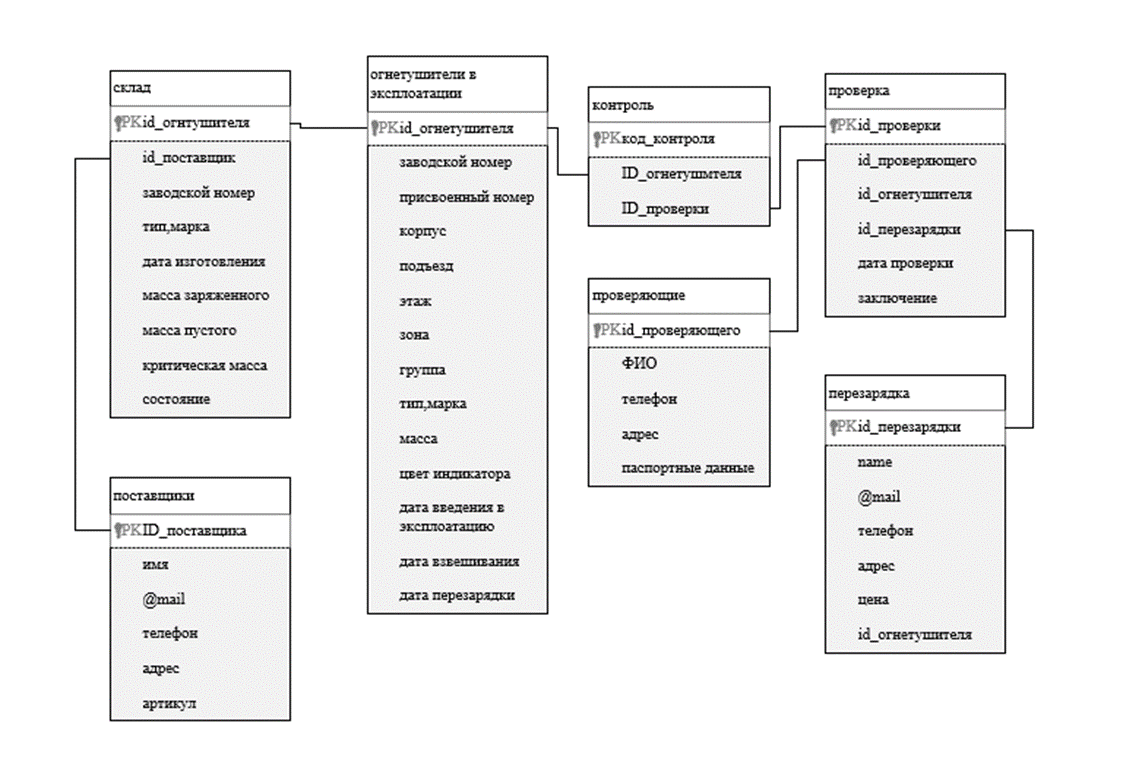 склад
PK id_огнтушителя
id_поставщик
заводской номер
тип,марка
дата изготовления
масса заряженного
масса пустого
критическая масса
состояние
поставщики
PK ID_поставщика
имя
@mail
телефон
адрес
артикул
огнетушители в
эксплоатации
PK id_огнетушителя
заводской номер
присвоенный номер
корпус
подъезд
этаж
зона
группа
тип,марка
масса
цвет индикатора
дата введения в
эксплоатацию
дата взвешивания
дата перезарядки
контроль
PK код_контроля
ID_огнетушмтеля
ID_проверки
проверяющие
PK id_проверяющего
ФИО
телефон
адрес
паспортные данные
проверка
PK id_проверки
id_проверяющего
id_огнетушителя
id_перезарядки
дата проверки
заключение
перезарядка
PK id_перезарядки
name
@mail
телефон
адрес
цена
id_огнетушителя